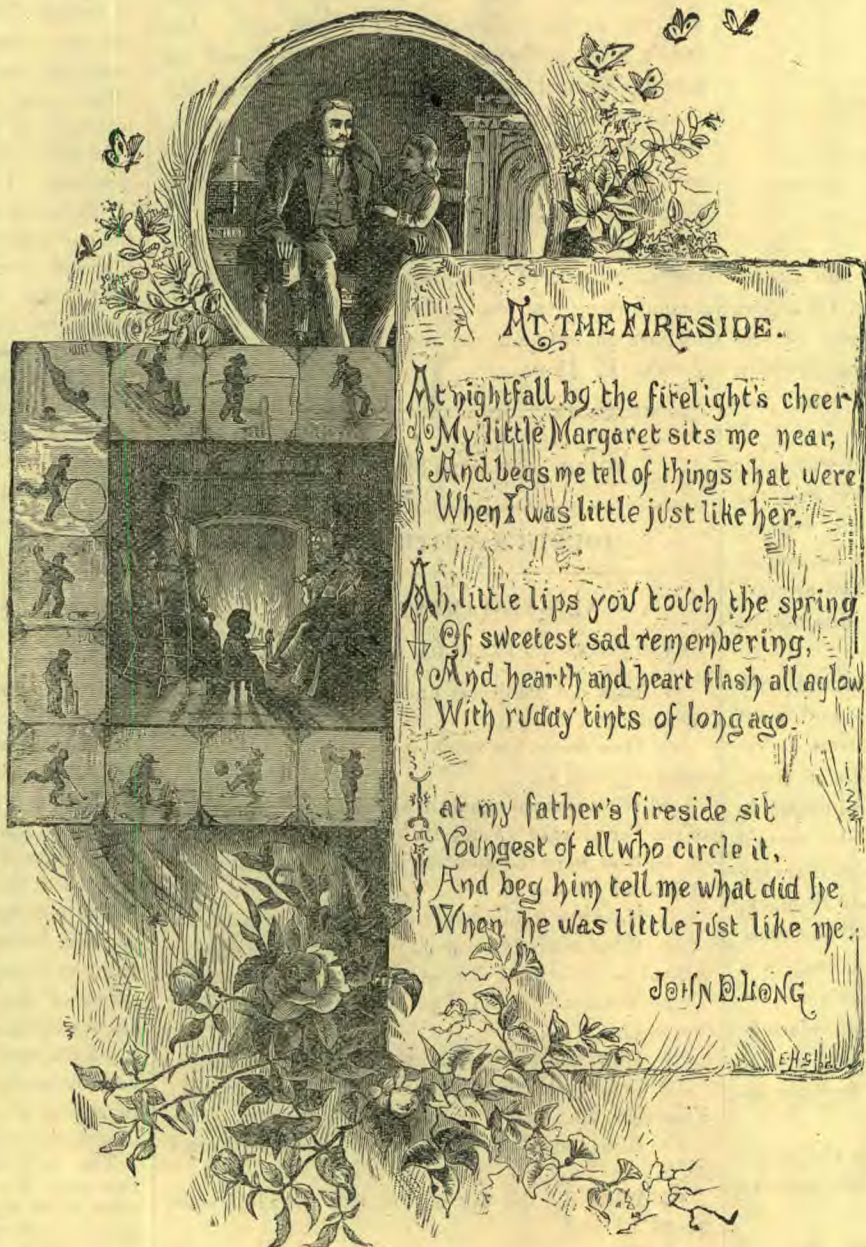 AT THE FIRESIDE.
At nightfall by the firelight's cheer
My little Margaret sits me near,
And begs me tell of things that were
When I was little just like her.
Ah, little lips you touch the spring
Of sweetest sad remembering,
And hearth and heart flash all aglow
With ruddy tints of long ago.
I at my father's fireside sit
Youngest of all who circle it,
And beg him tell me what did he
When he was little just like me.
JOHN D. LONG